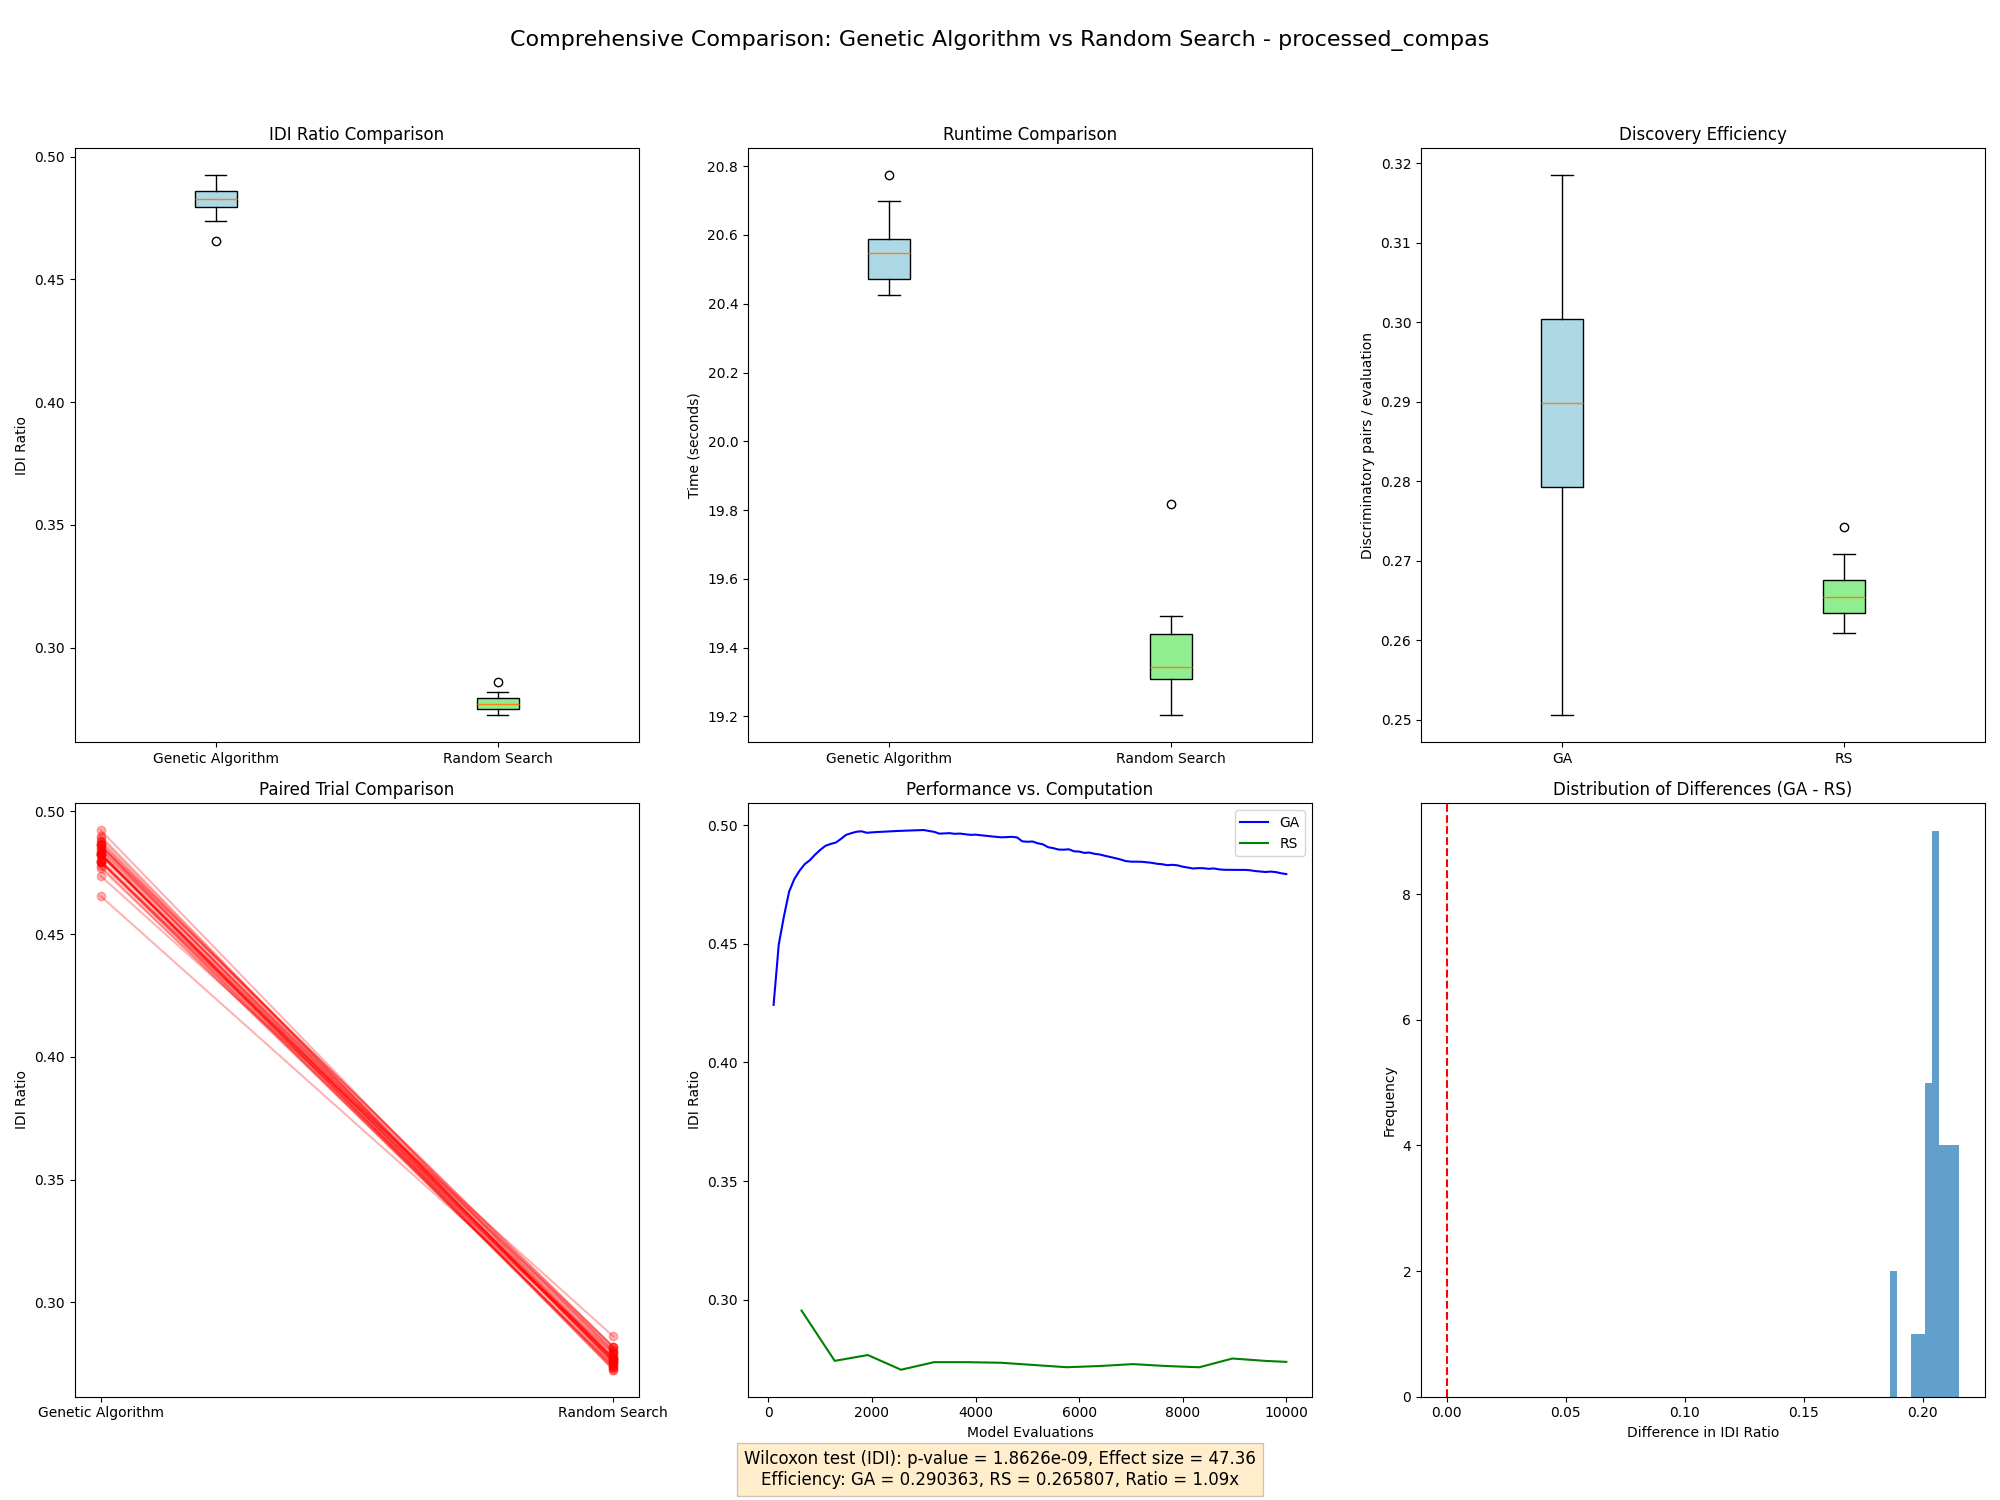 Comprehensive Comparison: Genetic Algorithm vs Random Search - processed_compas
IDI Ratio Comparison
IDI Ratio
0.50
0.45
0.40
0.35
0.30
Genetic Algorithm
Random Search
Runtime Comparison
Time (seconds)
20.8
20.6
20.4
20.2
20.0
19.8
19.6
19.4
19.2
Genetic Algorithm
Random Search
Discovery Efficiency
Discriminatory pairs / evaluation
0.32
0.31
0.30
0.29
0.28
0.27
0.26
0.25
GA
RS
Paired Trial Comparison
IDI Ratio
0.50
0.45
0.40
0.35
0.30
Genetic Algorithm
Random Search
Performance vs. Computation
IDI Ratio
0.50
0.45
0.40
0.35
0.30
GA
RS
0
2000
4000
6000
8000
10000
Model Evaluations
Distribution of Differences (GA - RS)
Frequency
8
6
4
2
0
0.00
0.05
0.10
0.15
0.20
Difference in IDI Ratio
Wilcoxon test (IDI): p-value = 1.8626e-09, Effect size = 47.36
Efficiency: GA = 0.290363, RS = 0.265807, Ratio = 1.09x